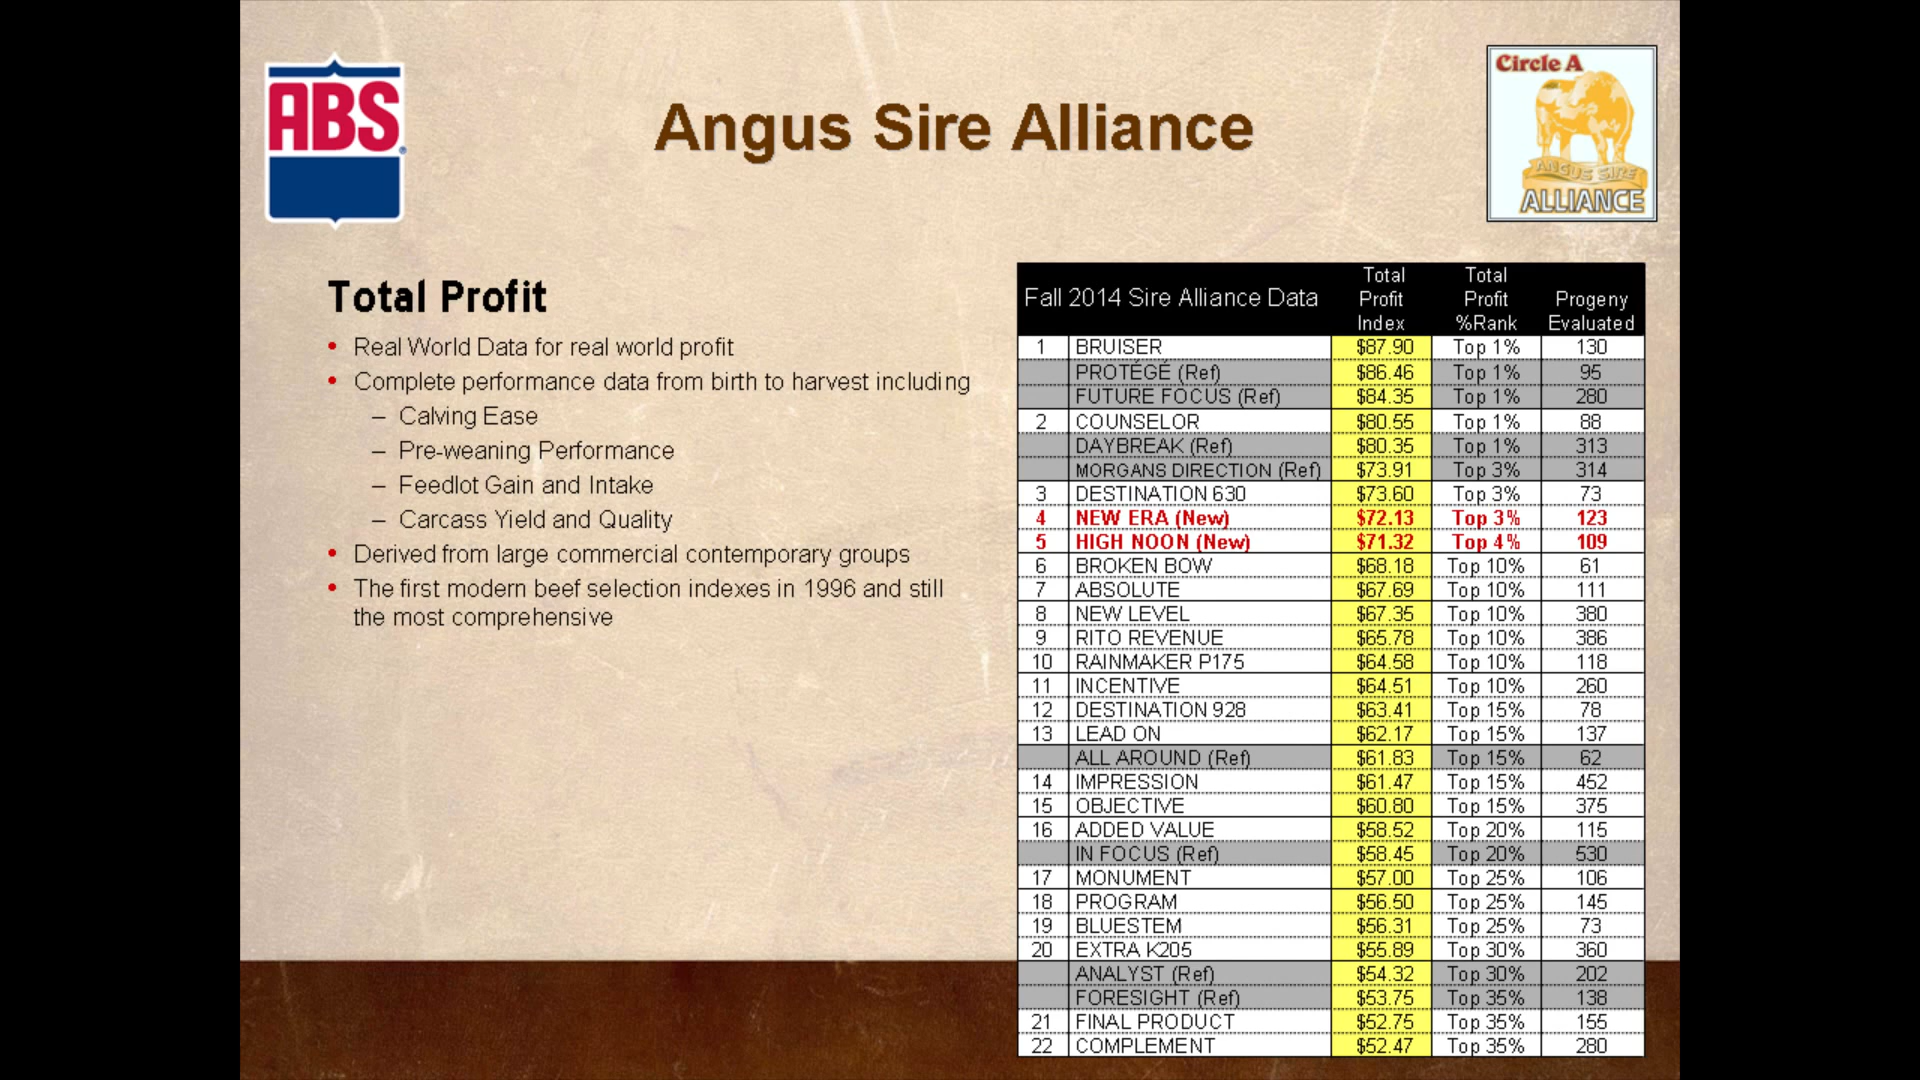 ABS
Angus Sire Alliance
Circle A
ANGUS SIRE
ALLIANCE
Total Profit
• Real World Data for real world profit
• Complete performance data from birth to harvest including
– Calving Ease
– Pre-weaning Performance
– Feedlot Gain and Intake
– Carcass Yield and Quality
• Derived from large commercial contemporary groups
• The first modern beef selection indexes in 1996 and still
the most comprehensive
Fall 2014 Sire Alliance Data Total Profit Index Total Profit %Rank Progeny Evaluated
1 BRUISER $87.90 Top 1% 130
PROTÉGÉ (Ref) $86.46 Top 1% 95
FUTURE FOCUS (Ref) $84.35 Top 1% 280
2 COUNSELOR $80.55 Top 1% 88
DAYBREAK (Ref) $80.35 Top 1% 313
MORGANS DIRECTION (Ref) $73.91 Top 3% 314
3 DESTINATION 630 $73.60 Top 3% 73
4 NEW ERA (New) $72.13 Top 3% 123
5 HIGH NOON (New) $71.32 Top 4% 109
6 BROKEN BOW $68.18 Top 10% 61
7 ABSOLUTE $67.69 Top 10% 111
8 NEW LEVEL $67.35 Top 10% 380
9 RITO REVENUE $65.78 Top 10% 386
10 RAINMAKER P175 $64.58 Top 10% 118
11 INCENTIVE $64.51 Top 10% 260
12 DESTINATION 928 $63.41 Top 15% 78
13 LEAD ON $62.17 Top 15% 137
ALL AROUND (Ref) $61.83 Top 15% 62
14 IMPRESSION $61.47 Top 15% 452
15 OBJECTIVE $60.80 Top 15% 375
16 ADDED VALUE $58.52 Top 20% 115
IN FOCUS (Ref) $58.45 Top 20% 530
17 MONUMENT $57.00 Top 25% 106
18 PROGRAM $56.50 Top 25% 145
19 BLUESTEM $56.31 Top 25% 73
20 EXTRA K205 $55.89 Top 30% 360
ANALYST (Ref) $54.32 Top 30% 202
FORESIGHT (Ref) $53.75 Top 35% 138
21 FINAL PRODUCT $52.75 Top 35% 155
22 COMPLEMENT $52.47 Top 35% 280